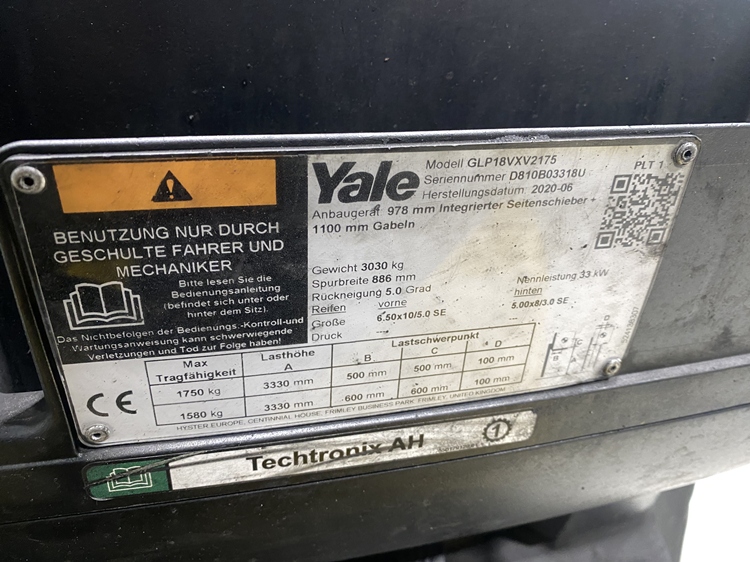 Yale
Modell GLP18VXV2175
Seriennummer D810B03318U
Herstellungsdatum: 2020-06
PLT 1
Anbaugerät: 978 mm Integrierter Seitenschieber +
1100 mm Gabeln
BENUTZUNG NUR DURCH
GESCHULTE FAHRER UND
MECHANIKER
Bitte lesen Sie die
Bedienungsanleitung
(befindet sich unter oder
hinter dem Sitz).
Das Nichtbefolgen der Bedienungs-,Kontroll-und
Wartungsanweisung kann schwerwiegende
Verletzungen und Tod zur Folge haben!
Gewicht 3030 kg
Spurbreite 886 mm
Rückneigung 5.0 Grad
Nennleistung 33 kW
Reifen vorne hinten
Größe 6.50x10/5.0 SE 5.00x8/3.0 SE
Druck
Max Tragfähigkeit Lasthöhe A Lastschwerpunkt B C D
1750 kg 3330 mm 500 mm 500 mm 100 mm
1580 kg 3330 mm 600 mm 600 mm 100 mm
CE
HYSTER EUROPE, CENTINNIAL HOUSE, FRIMLEY BUSINESS PARK, FRIMLEY, UNITED KINGDOM
Techtronix AH
1